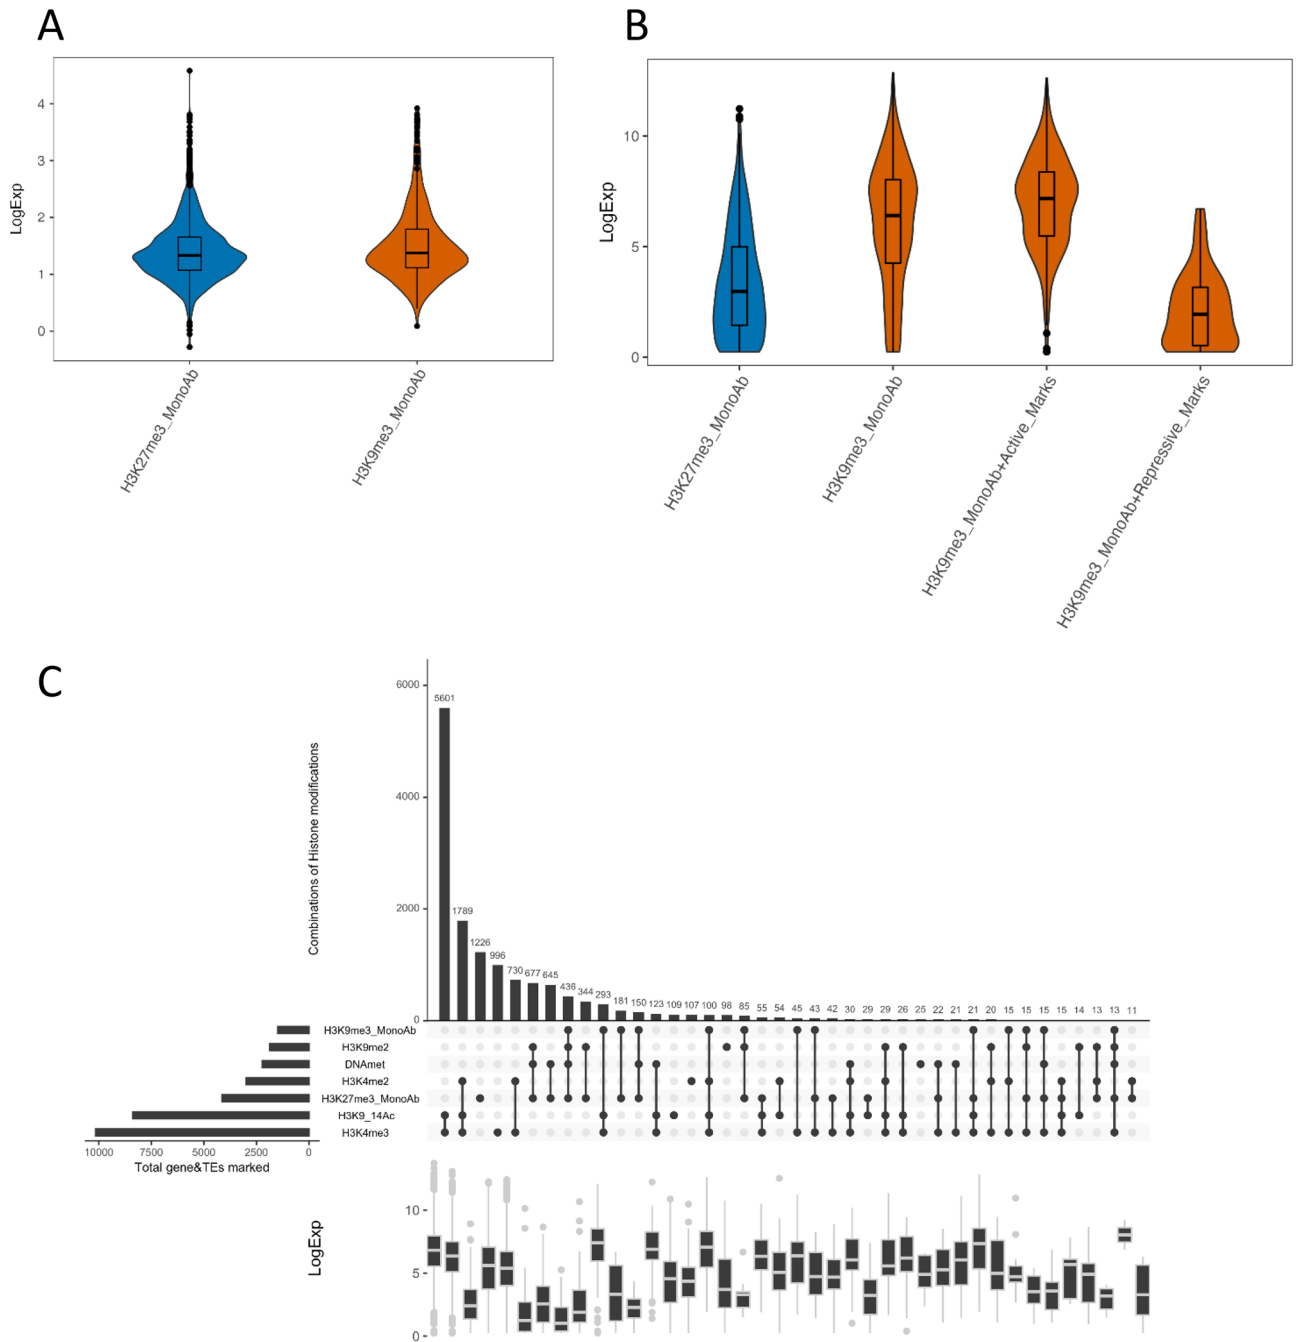 A
B
4
3
2
1
0
LogExp
H3K27me3_MonoAb
H3K9me3_MonoAb
10
5
0
LogExp
H3K27me3_MonoAb
H3K9me3_MonoAb
H3K9me3_MonoAb+Active_Marks
H3K9me3_MonoAb+Repressive_Marks
C
Combinations of Histone modifications
6000
4000
2000
0
5601
1789
1226
996
730
677
645
436
344
293
181
150
123
109
107
100
98
85
55
54
45
43
42
30
29
29
26
25
22
21
21
20
15
15
15
15
14
13
13
11
H3K9me3_MonoAb
H3K9me2
DNAmet
H3K4me2
H3K27me3_MonoAb
H3K9_14Ac
H3K4me3
10000 7500 5000 2500 0
Total gene&TEs marked
LogExp
10
5
0